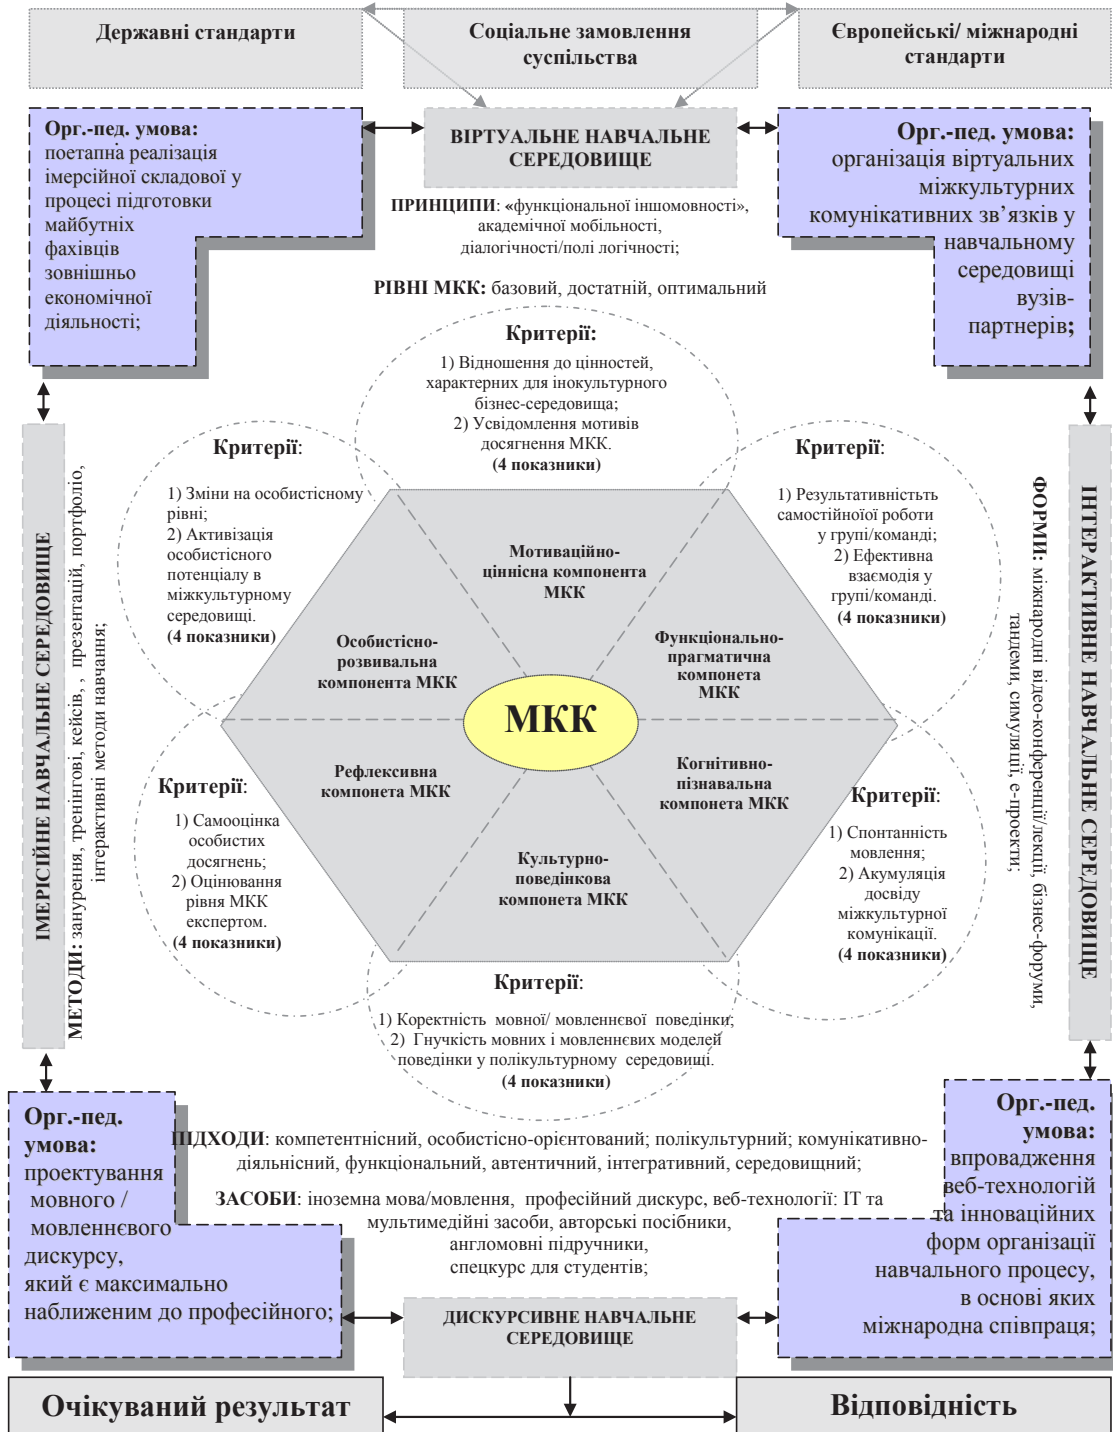 Державні стандарти
Соціальне замовлення
суспільства
Європейські/ міжнародні
стандарти
Орг.-пед. умова:
поетапна реалізація
імерсійної складової у
процесі підготовки
майбутніх
фахівців
зовнішньо
економічної
діяльності;
ВІРТУАЛЬНЕ НАВЧАЛЬНЕ
СЕРЕДОВИЩЕ
Орг.-пед. умова:
організація віртуальних
міжкультурних
комунікативних зв’язків у
навчальному
середовищі
вузів-
партнерів;
ПРИНЦИПИ: «функціональної іншомовності»,
академічної мобільності,
діалогічності/полі логічності;
РІВНІ МКК: базовий, достатній, оптимальний
Критерії:
1) Відношення до цінностей,
характерних для інокультурного
бізнес-середовища;
2) Усвідомлення мотивів
досягнення МКК.
(4 показники)
Критерії:
1) Зміни на особистісному
рівні;
2) Активізація
особистісного
потенціалу в
міжкультурному
середовищі.
(4 показники)
Критерії:
1) Результативністьть
самостійноїої роботи
у групі/команді;
2) Ефективна
взаємодія у
групі/команді.
(4 показники)
ІМЕРІСІЙНЕ НАВЧАЛЬНЕ СЕРЕДОВИЩЕ
МЕТОДИ: занурення, тренінгові, кейсів, , презентацій, портфоліо,
інтерактивні методи навчання;
Мотиваційно-
ціннісна компонента
МКК
Особистісно-
розвивальна
компонента МКК
Функціонально-
прагматична
компонета
МКК
МКК
Рефлексивна
компонета МКК
Когнітивно-
пізнавальна
компонета МКК
Культурно-
поведінкова
компонета МКК
ФОРМИ: міжнародні відео-конференції/лекції, бізнес-форуми,
тандеми, симуляції, е-проекти;
ІНТЕРАКТИВНЕ НАВЧАЛЬНЕ СЕРЕДОВИЩЕ
Критерії:
1) Самооцінка
особистих
досягнень;
2) Оцінювання
рівня МКК
експертом.
(4 показники)
Критерії:
1) Спонтанність
мовлення;
2) Акумуляція
досвіду
міжкультурної
комунікації.
(4 показники)
Критерії:
1) Коректність мовної/ мовленнєвої поведінки;
2) Гнучкість мовних і мовленнєвих моделей
поведінки у полікультурному середовищі.
(4 показники)
Орг.-пед.
умова:
проектування
мовного /
мовленнєвого
дискурсу,
який є максимально
наближеним до професійного;
ПІДХОДИ: компетентнісний, особистісно-орієнтований; полікультурний; комунікативно-
діяльнісний, функціональний, автентичний, інтегративний, середовищний;
ЗАСОБИ: іноземна мова/мовлення, професійний дискурс, веб-технології: ІТ та
мультимедійні засоби, авторські посібники,
англомовні підручники,
спецкурс для студентів;
Орг.-пед.
умова:
впровадження
веб-технологій
та інноваційних
форм організації
навчального процесу,
в основі яких
міжнародна співпраця;
ДИСКУРСИВНЕ НАВЧАЛЬНЕ
СЕРЕДОВИЩЕ
Очікуваний результат
Відповідність